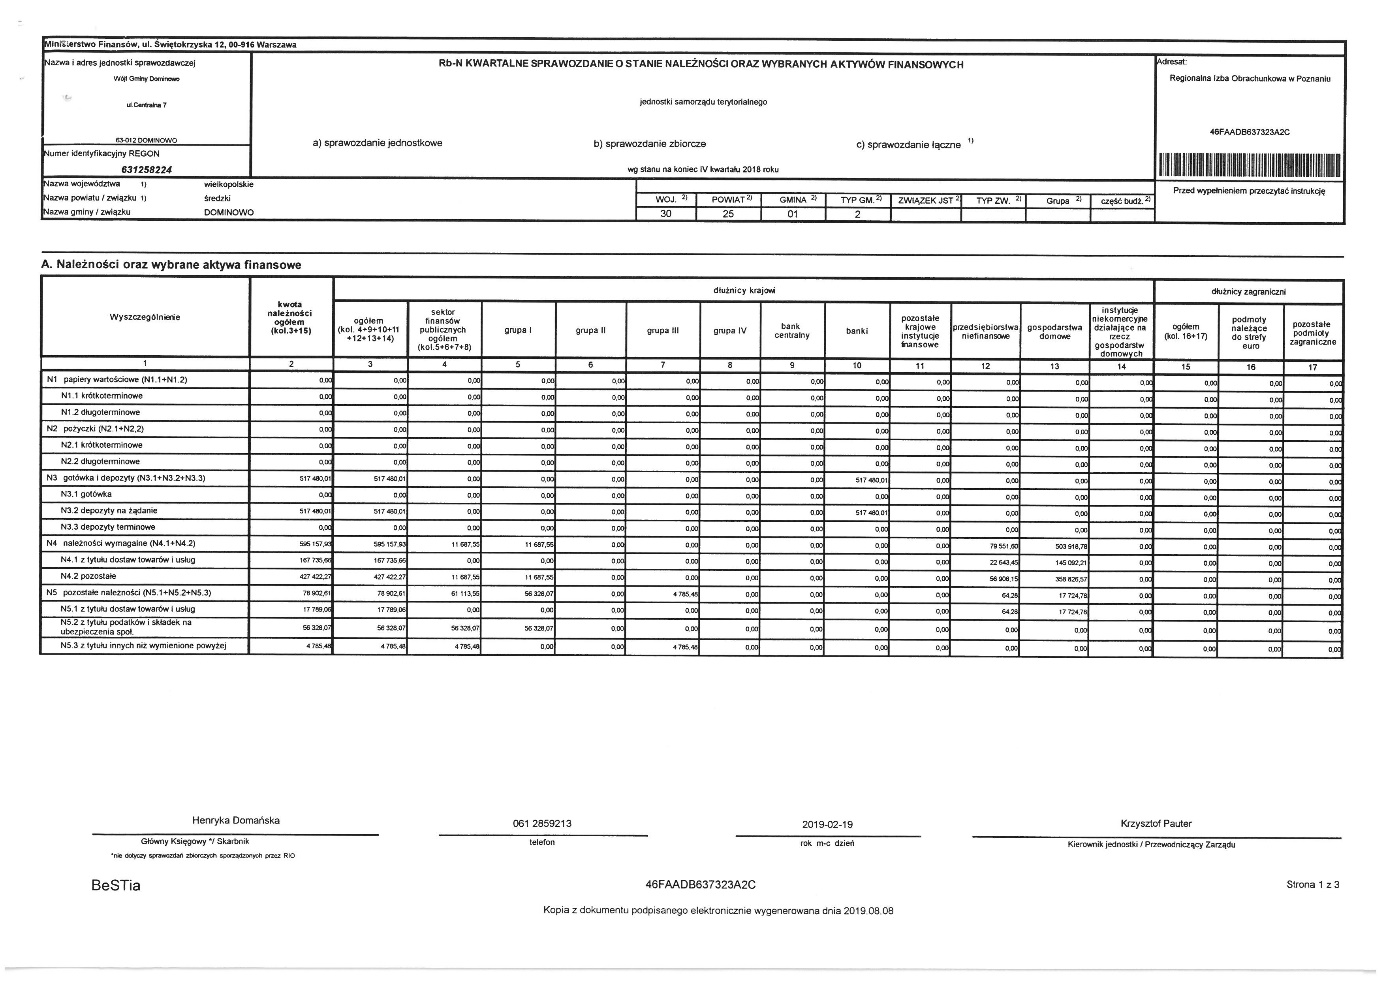 Ministerstwo Finansów, ul. Świętokrzyska 12, 00-916 Warszawa
Nazwa i adres jednostki sprawozdawczej
Wójt Gminy Dominowo
ul.Centralna 7
63-012 DOMINOWO
Numer identyfikacyjny REGON
631258224
Rb-N KWARTALNE SPRAWOZDANIE O STANIE NALEŻNOŚCI ORAZ WYBRANYCH AKTYWÓW FINANSOWYCH
jednostki samorządu terytorialnego
a) sprawozdanie jednostkowe b) sprawozdanie zbiorcze c) sprawozdanie łączne 1)
wg stanu na koniec IV kwartału 2018 roku
Adresat:
Regionalna Izba Obrachunkowa w Poznaniu
46FAADB637323A2C
Przed wypełnieniem przeczytać instrukcję
Nazwa województwa 1) wielkopolskie
Nazwa powiatu / związku 1) średzki
Nazwa gminy / związku DOMINOWO
WOJ. 2) POWIAT 2) GMINA 2) TYP GM. 2) ZWIĄZEK JST 2) TYP ZW. 2) Grupa 2) część budż. 2)
30 25 01 2
A. Należności oraz wybrane aktywa finansowe
Wyszczególnienie
kwota należności ogółem (kol.3+15)
dłużnicy krajowi
ogółem (kol. 4+9+10+11 +12+13+14)
sektor finansów publicznych ogółem (kol.5+6+7+8)
grupa I
grupa II
grupa III
grupa IV
bank centralny
banki
pozostałe krajowe instytucje finansowe
przedsiębiorstwa niefinansowe
gospodarstwa domowe
instytucje niekomercyjne działające na rzecz gospodarstw domowych
dłużnicy zagraniczni
ogółem (kol. 16+17)
podmoty należące do strefy euro
pozostałe podmioty zagraniczne
1 2 3 4 5 6 7 8 9 10 11 12 13 14 15 16 17
N1 papiery wartościowe (N1.1+N1.2) 0,00 0,00 0,00 0,00 0,00 0,00 0,00 0,00 0,00 0,00 0,00 0,00 0,00 0,00 0,00 0,00
N1.1 krótkoterminowe 0,00 0,00 0,00 0,00 0,00 0,00 0,00 0,00 0,00 0,00 0,00 0,00 0,00 0,00 0,00 0,00
N1.2 długoterminowe 0,00 0,00 0,00 0,00 0,00 0,00 0,00 0,00 0,00 0,00 0,00 0,00 0,00 0,00 0,00 0,00
N2 pożyczki (N2.1+N2,2) 0,00 0,00 0,00 0,00 0,00 0,00 0,00 0,00 0,00 0,00 0,00 0,00 0,00 0,00 0,00 0,00
N2.1 krótkoterminowe 0,00 0,00 0,00 0,00 0,00 0,00 0,00 0,00 0,00 0,00 0,00 0,00 0,00 0,00 0,00 0,00
N2.2 długoterminowe 0,00 0,00 0,00 0,00 0,00 0,00 0,00 0,00 0,00 0,00 0,00 0,00 0,00 0,00 0,00 0,00
N3 gotówka i depozyty (N3.1+N3.2+N3.3) 517 480,01 517 480,01 0,00 0,00 0,00 0,00 0,00 0,00 517 480,01 0,00 0,00 0,00 0,00 0,00 0,00 0,00
N3.1 gotówka 0,00 0,00 0,00 0,00 0,00 0,00 0,00 0,00 0,00 0,00 0,00 0,00 0,00 0,00 0,00 0,00
N3.2 depozyty na żądanie 517 480,01 517 480,01 0,00 0,00 0,00 0,00 0,00 0,00 517 480,01 0,00 0,00 0,00 0,00 0,00 0,00 0,00
N3.3 depozyty terminowe 0,00 0,00 0,00 0,00 0,00 0,00 0,00 0,00 0,00 0,00 0,00 0,00 0,00 0,00 0,00 0,00
N4 należności wymagalne (N4.1+N4.2) 595 157,93 595 157,93 11 687,55 11 687,55 0,00 0,00 0,00 0,00 0,00 0,00 79 551,60 503 918,78 0,00 0,00 0,00 0,00
N4.1 z tytułu dostaw towarów i usług 167 735,66 167 735,66 0,00 0,00 0,00 0,00 0,00 0,00 0,00 0,00 22 643,45 145 092,21 0,00 0,00 0,00 0,00
N4.2 pozostałe 427 422,27 427 422,27 11 687,55 11 687,55 0,00 0,00 0,00 0,00 0,00 0,00 56 908,15 358 826,57 0,00 0,00 0,00 0,00
N5 pozostałe należności (N5.1+N5.2+N5.3) 78 902,61 78 902,61 61 113,55 56 328,07 0,00 4 785,48 0,00 0,00 0,00 0,00 64,28 17 724,78 0,00 0,00 0,00 0,00
N5.1 z tytułu dostaw towarów i usług 17 789,06 17 789,06 0,00 0,00 0,00 0,00 0,00 0,00 0,00 0,00 64,28 17 724,78 0,00 0,00 0,00 0,00
N5.2 z tytułu podatków i składek na ubezpieczenia społ. 56 328,07 56 328,07 56 328,07 56 328,07 0,00 0,00 0,00 0,00 0,00 0,00 0,00 0,00 0,00 0,00 0,00 0,00
N5.3 z tytułu innych niż wymienione powyżej 4 785,48 4 785,48 4 785,48 0,00 0,00 4 785,48 0,00 0,00 0,00 0,00 0,00 0,00 0,00 0,00 0,00 0,00
Henryka Domańska 061 2859213 2019-02-19 Krzysztof Pauter
Główny Księgowy */ Skarbnik telefon rok m-c dzień Kierownik jednostki / Przewodniczący Zarządu
*nie dotyczy sprawozdań zbiorczych sporządzonych przez RIO
BeSTia 46FAADB637323A2C Strona 1 z 3
Kopia z dokumentu podpisanego elektronicznie wygenerowana dnia 2019.08.08